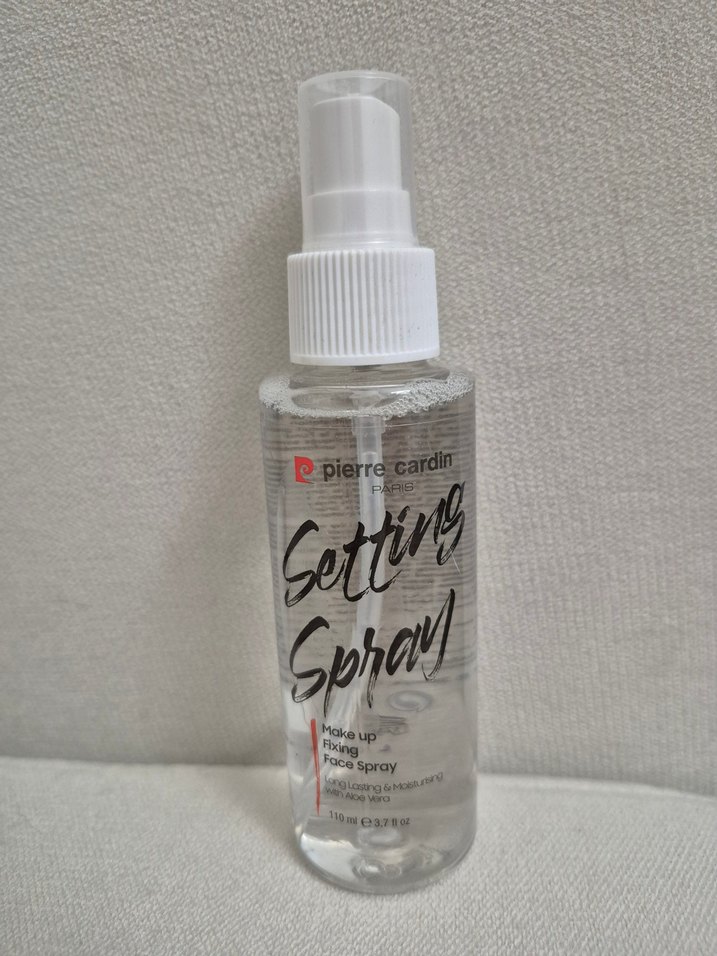 pierre cardin
PARIS
Setting
Spray
Make up
Fixing
Face Spray
Long Lasting & Moisturising
With Aloe Vera
110 ml ℮ 3.7 fl oz